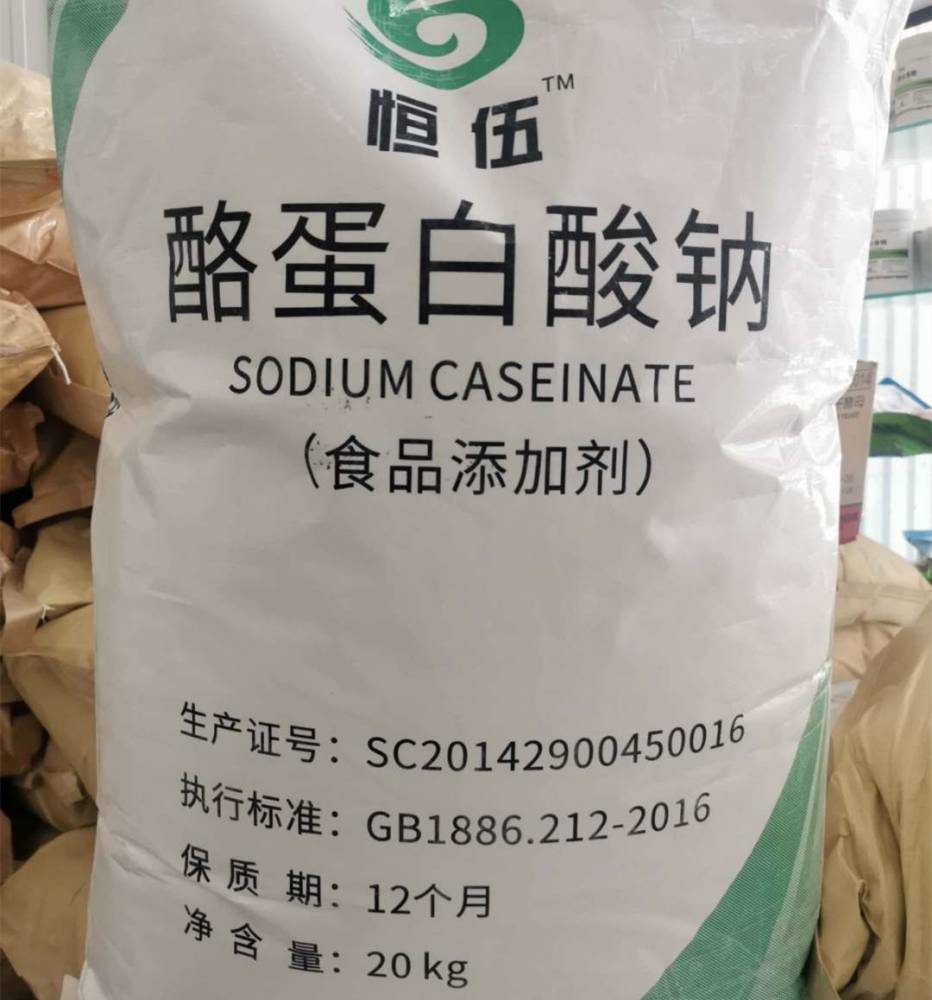 恒伍™
酪蛋白酸钠
SODIUM CASEINATE
（食品添加剂）
生产证号：SC20142900450016
执行标准：GB1886.212-2016
保质期：12个月
净含量：20kg